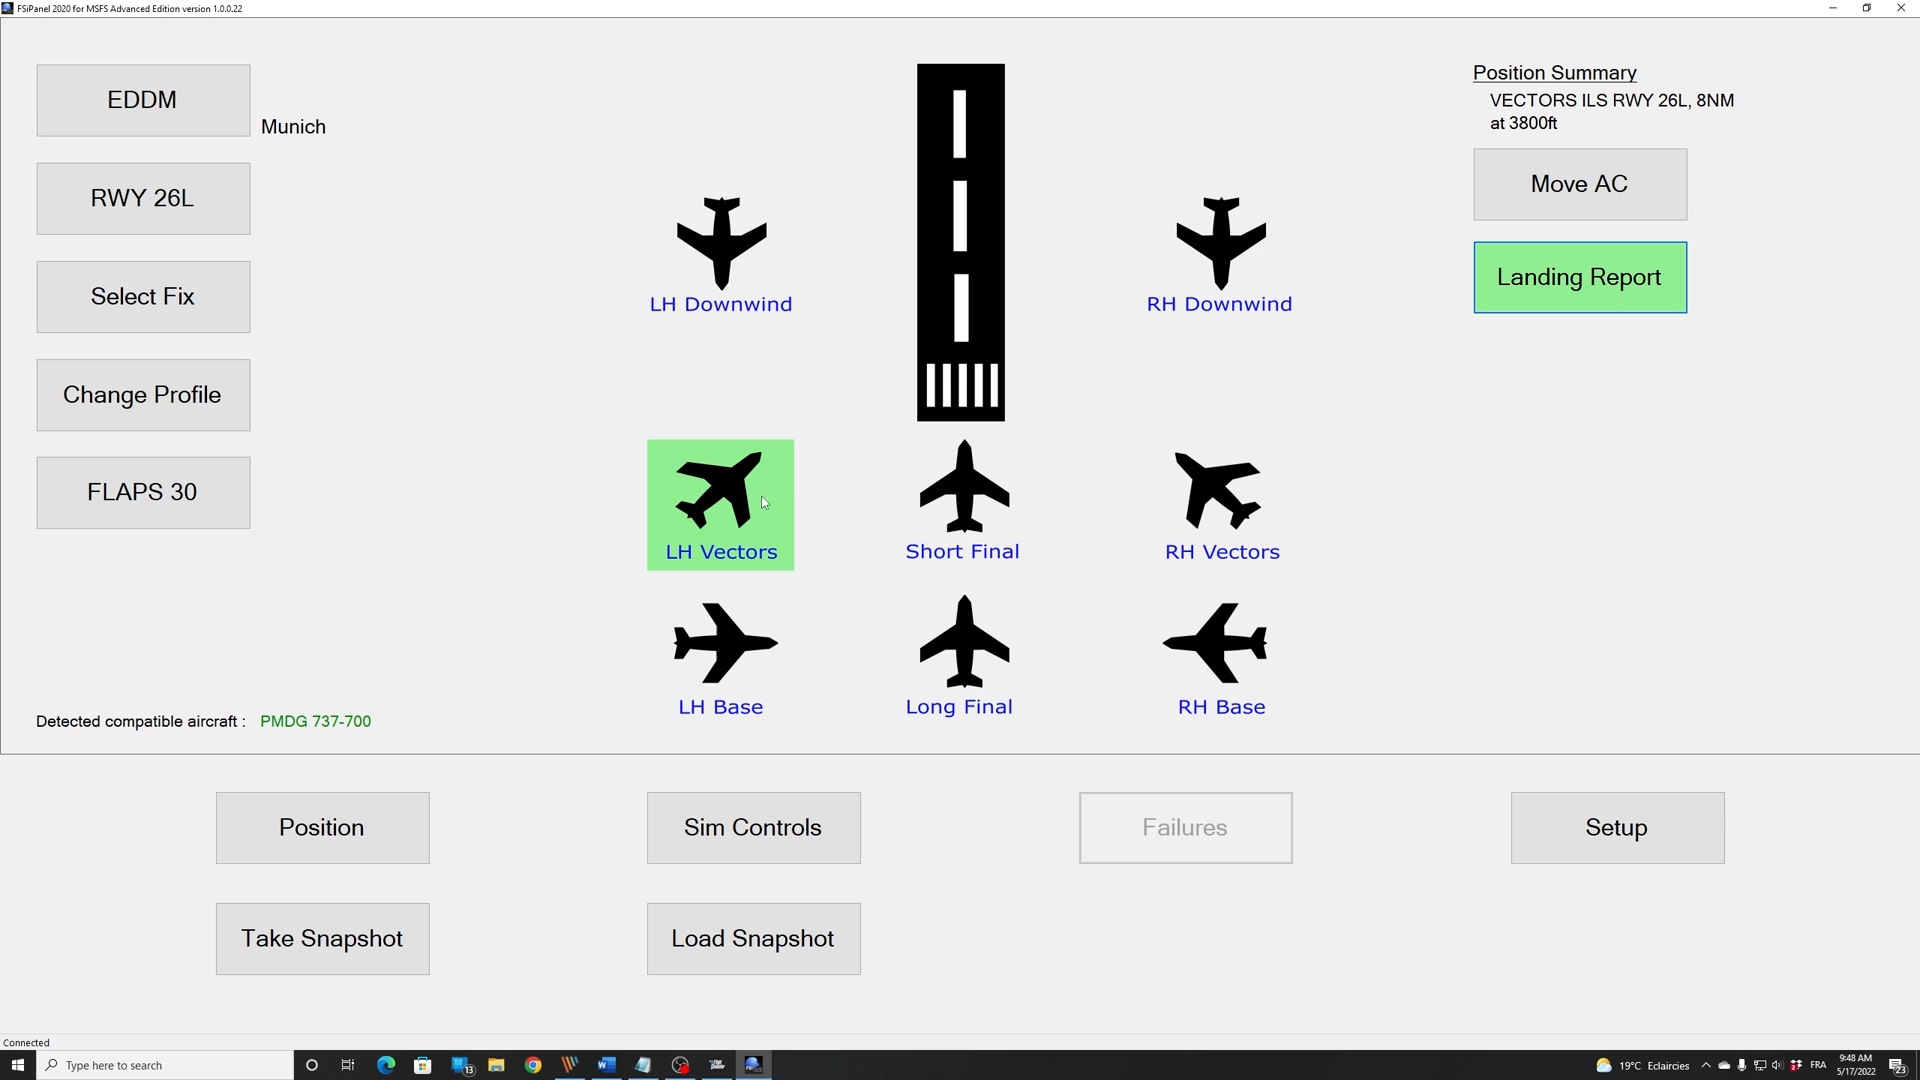 FSiPanel 2020 for MSFS Advanced Edition version 1.0.0.22
EDDM
Munich
RWY 26L
Select Fix
Change Profile
FLAPS 30
LH Downwind
RH Downwind
LH Vectors
Short Final
RH Vectors
LH Base
Long Final
RH Base
Position Summary
VECTORS ILS RWY 26L, 8NM
at 3800ft
Move AC
Landing Report
Detected compatible aircraft : PMDG 737-700
Position
Sim Controls
Failures
Setup
Take Snapshot
Load Snapshot
Connected
Type here to search
13
19°C Eclaircies
FRA
9:48 AM
5/17/2022
23